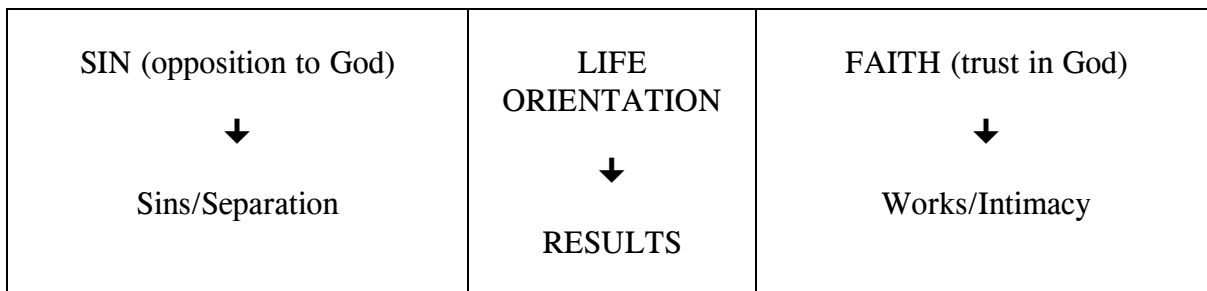 SIN (opposition to God)
↓
Sins/Separation
LIFE
ORIENTATION
↓
RESULTS
FAITH (trust in God)
↓
Works/Intimacy